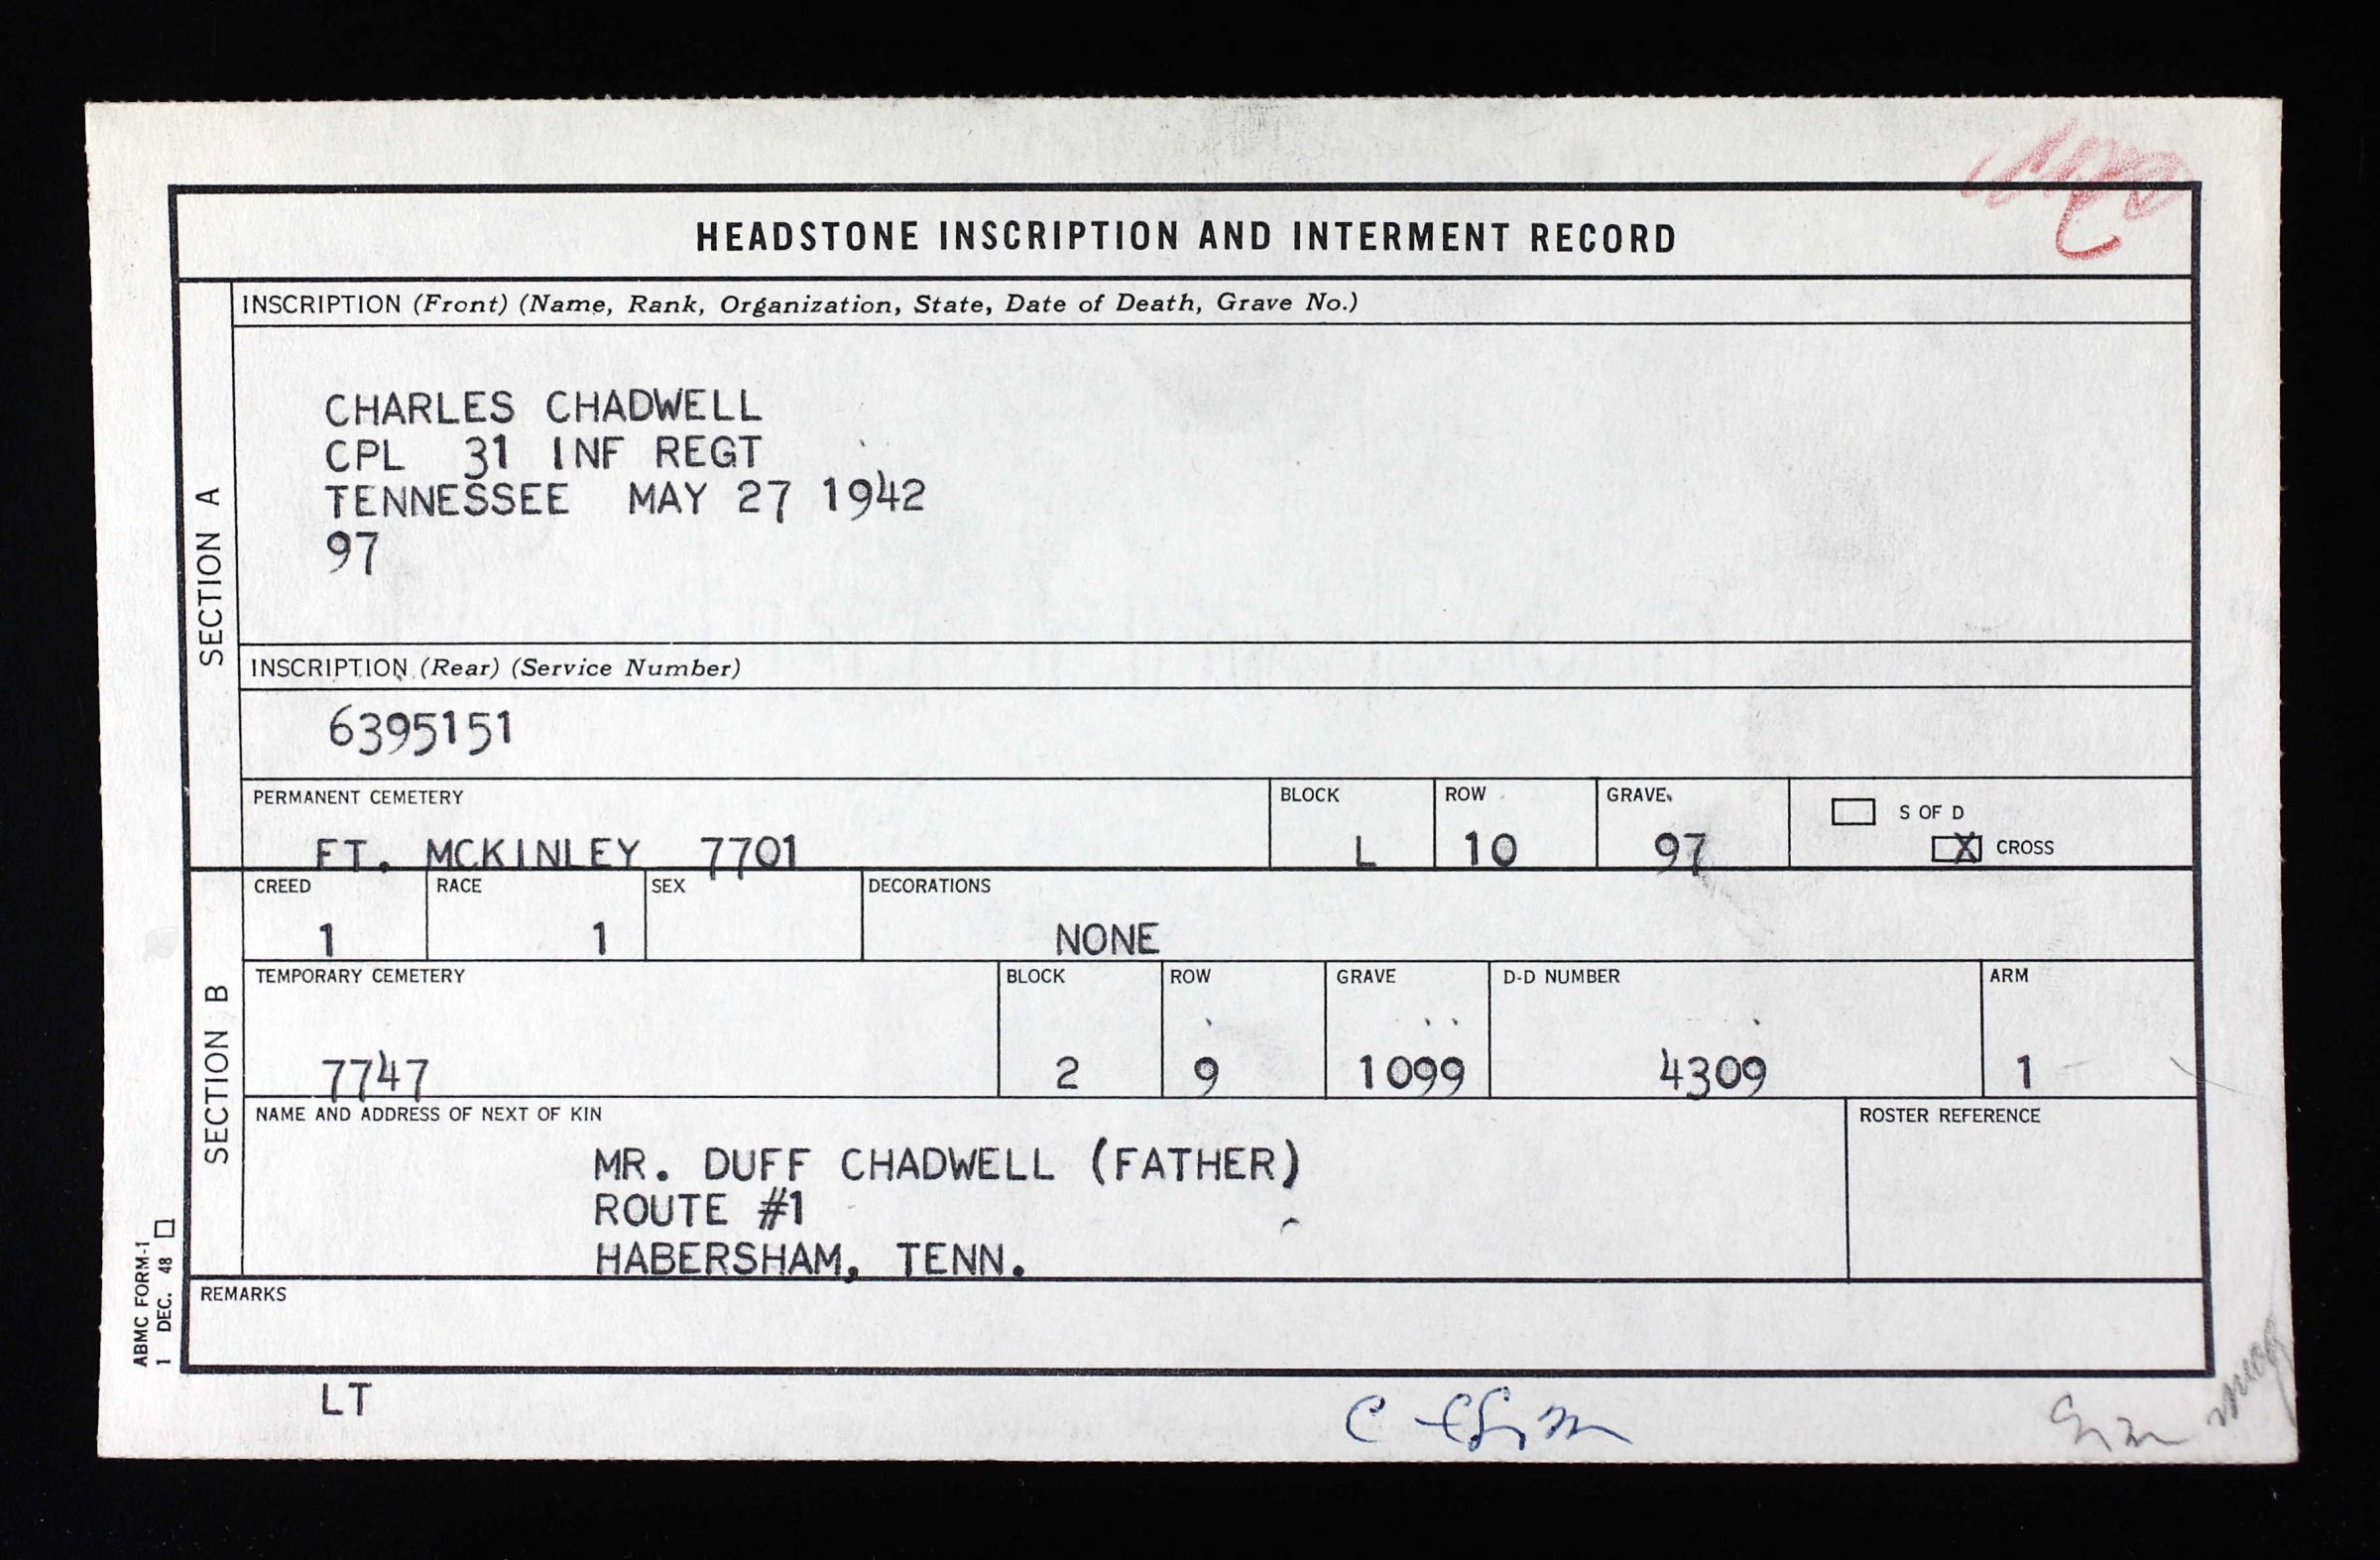 HEADSTONE INSCRIPTION AND INTERMENT RECORD
SECTION A
INSCRIPTION (Front) (Name, Rank, Organization, State, Date of Death, Grave No.)
CHARLES CHADWELL
CPL 31 INF REGT
TENNESSEE MAY 27 1942
97
INSCRIPTION (Rear) (Service Number)
6395151
PERMANENT CEMETERY BLOCK ROW GRAVE S OF D
FT. MCKINLEY 7701 L 10 97 X CROSS
SECTION B
CREED RACE SEX DECORATIONS
1 1 NONE
TEMPORARY CEMETERY BLOCK ROW GRAVE D-D NUMBER ARM
7747 2 9 1099 4309 1
NAME AND ADDRESS OF NEXT OF KIN ROSTER REFERENCE
MR. DUFF CHADWELL (FATHER)
ROUTE #1
HABERSHAM, TENN.
REMARKS
ABMC FORM-1
1 DEC. 48
LT